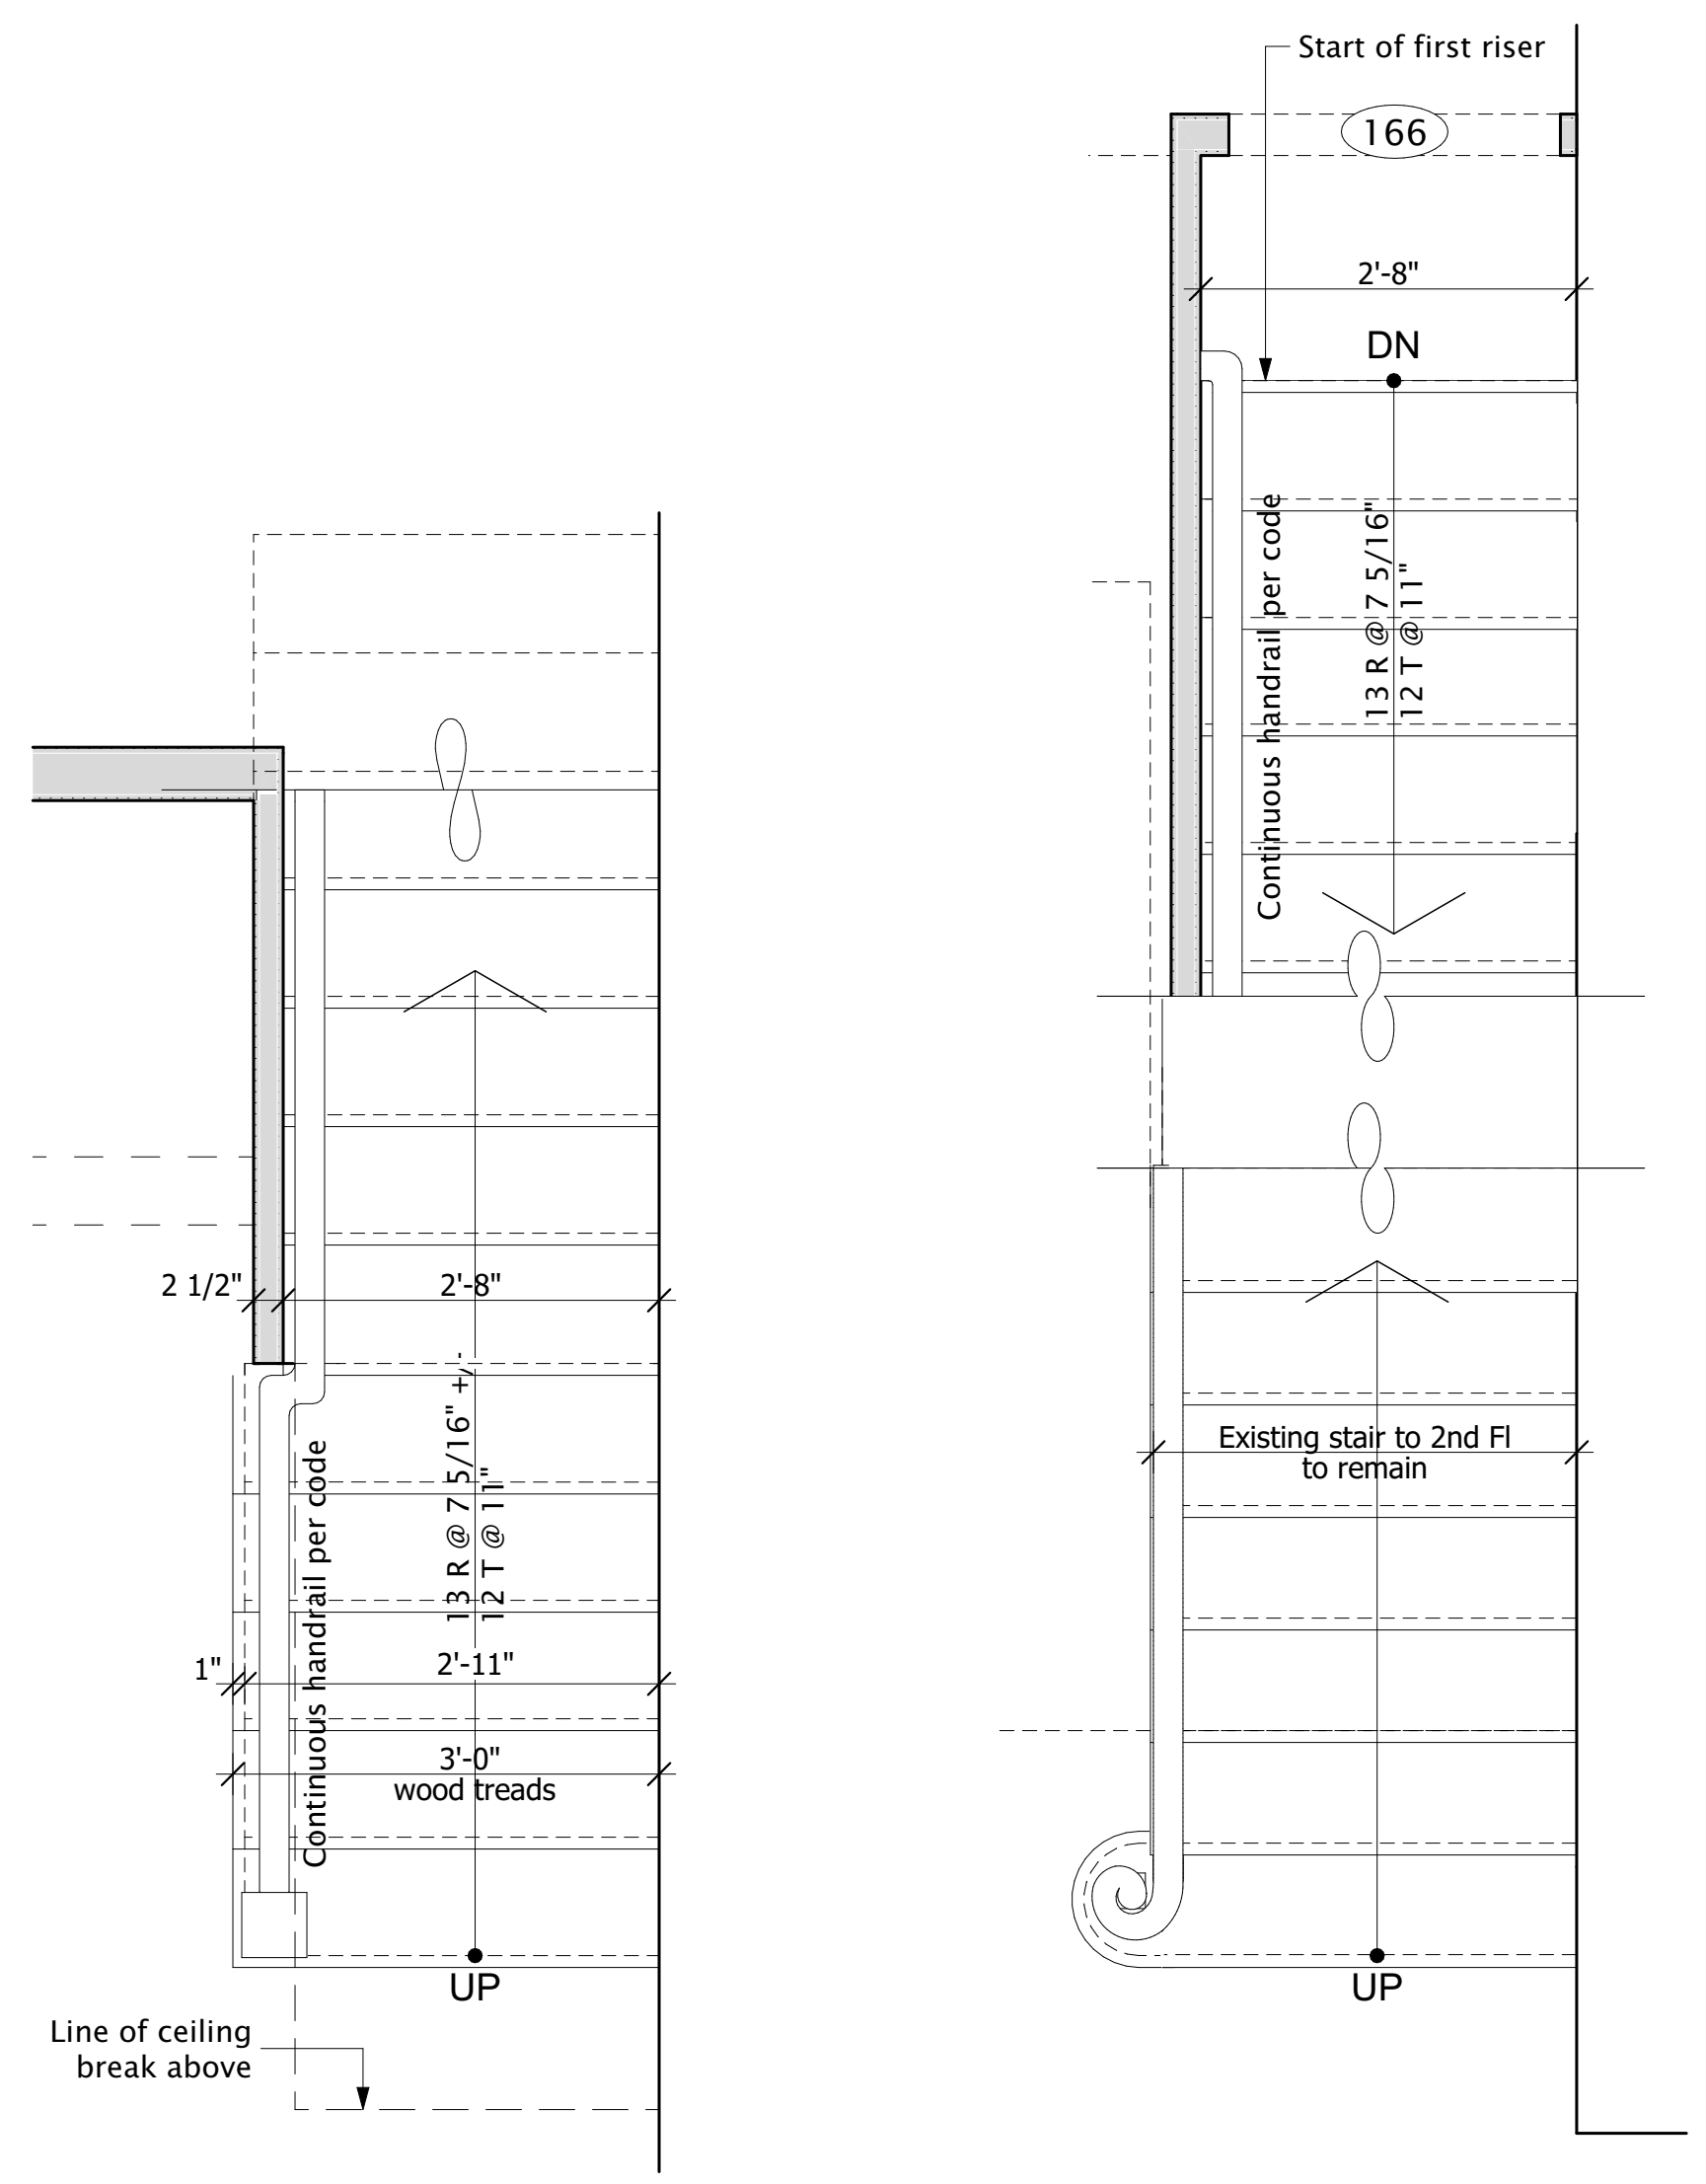 Start of first riser
166
2'-8"
DN
Continuous handrail per code
13 R @ 7 5/16"
12 T @ 11"
2 1/2"
2'-8"
13 R @ 7 5/16" +/-
12 T @ 11"
Continuous handrail per code
1"
2'-11"
3'-0"
wood treads
UP
Line of ceiling
break above
Existing stair to 2nd Fl
to remain
UP